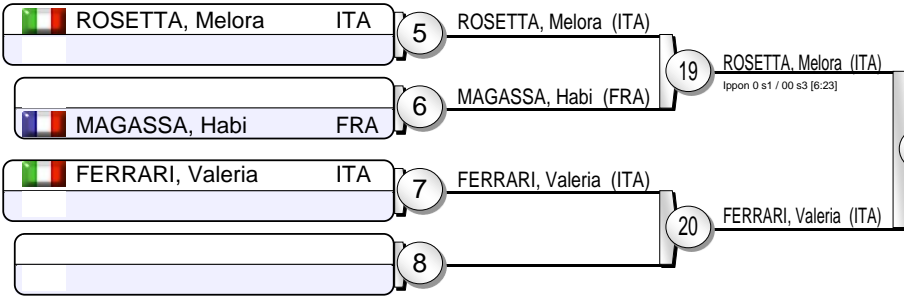 ROSETTA, Melora ITA
5
ROSETTA, Melora (ITA)
6
MAGASSA, Habi FRA
MAGASSA, Habi (FRA)
19
ROSETTA, Melora (ITA)
Ippon 0 s1 / 00 s3 [6:23]
FERRARI, Valeria ITA
7
FERRARI, Valeria (ITA)
8
20
FERRARI, Valeria (ITA)